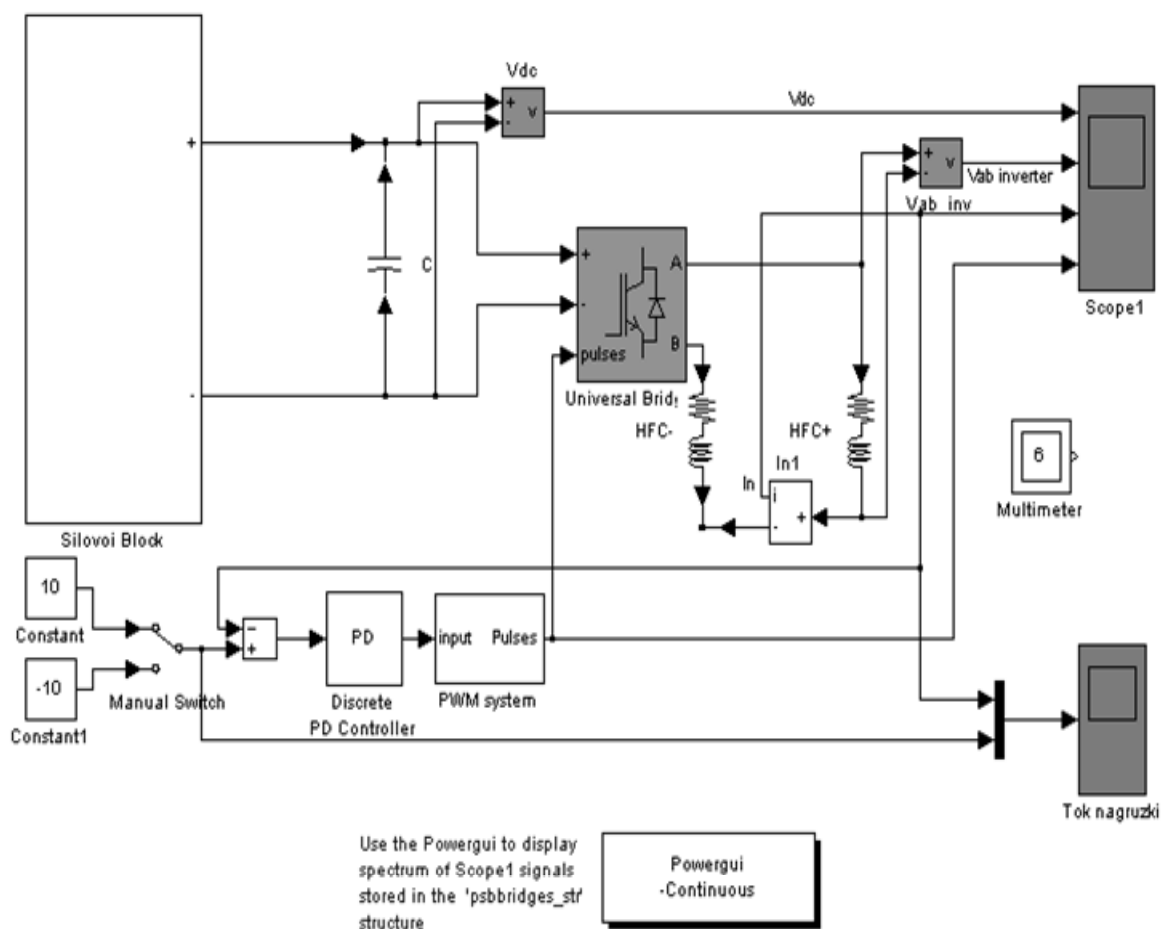 Vdc
+
-
v
Vdc
+
-
+
-
v
Vab inverter
Vab inv
Scope1
C
+
-
pulses
A
B
Universal Brid
HFC-
HFC+
In1
In
i
+
-
6
Multimeter
Silovoi Block
10
Constant
-10
Constant1
Manual Switch
−
+
PD
Discrete
PD Controller
input
Pulses
PWM system
Tok nagruzki
Use the Powergui to display
spectrum of Scope1 signals
stored in the 'psbbridges_str'
structure
Powergui
-Continuous